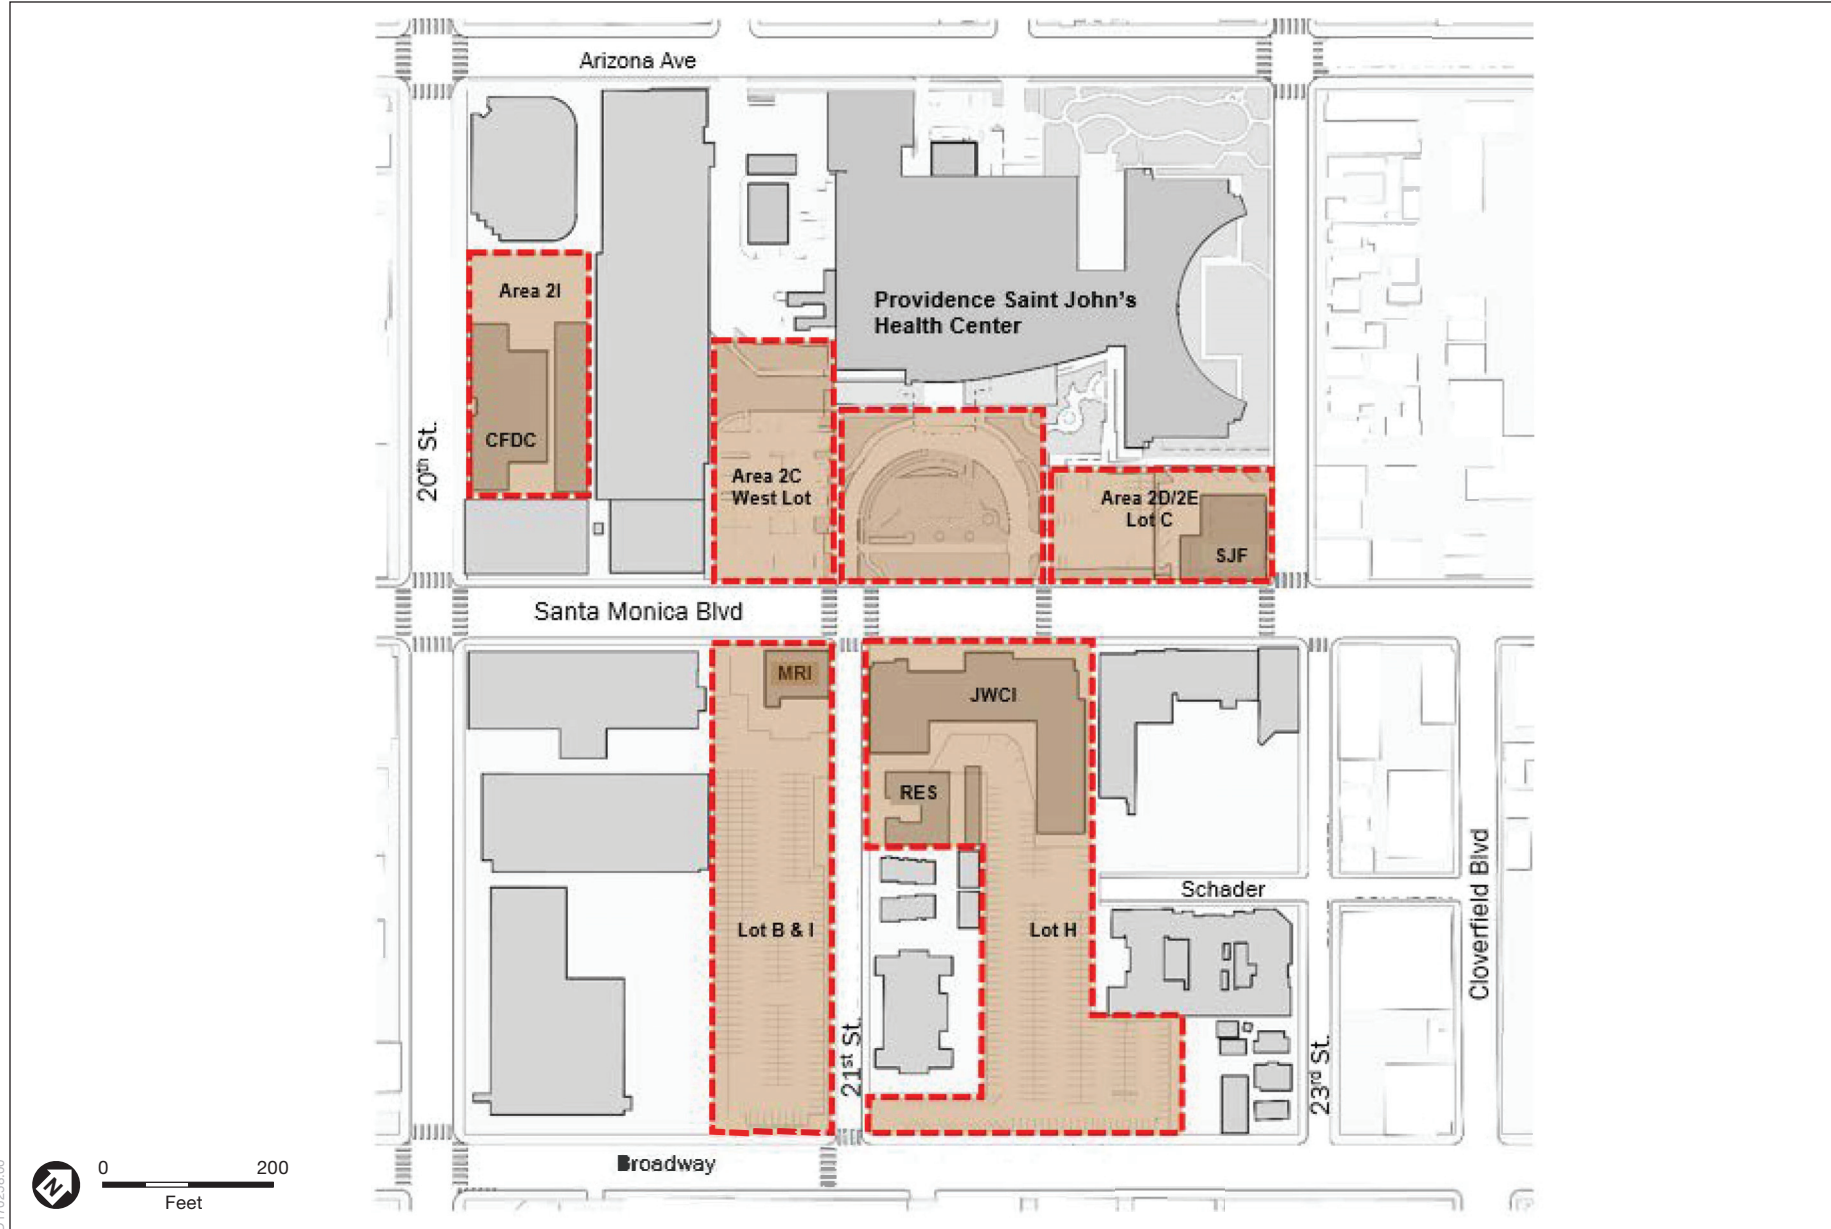 Arizona Ave
Area 2I
Providence Saint John's
Health Center
CFDC
20th St.
Area 2C
West Lot
Area 2D/2E
Lot C
SJF
Santa Monica Blvd
MRI
JWCI
RES
Schader
Lot B & I
Lot H
Cloverfield Blvd
21st St.
23rd St.
Broadway
N
0 200
Feet